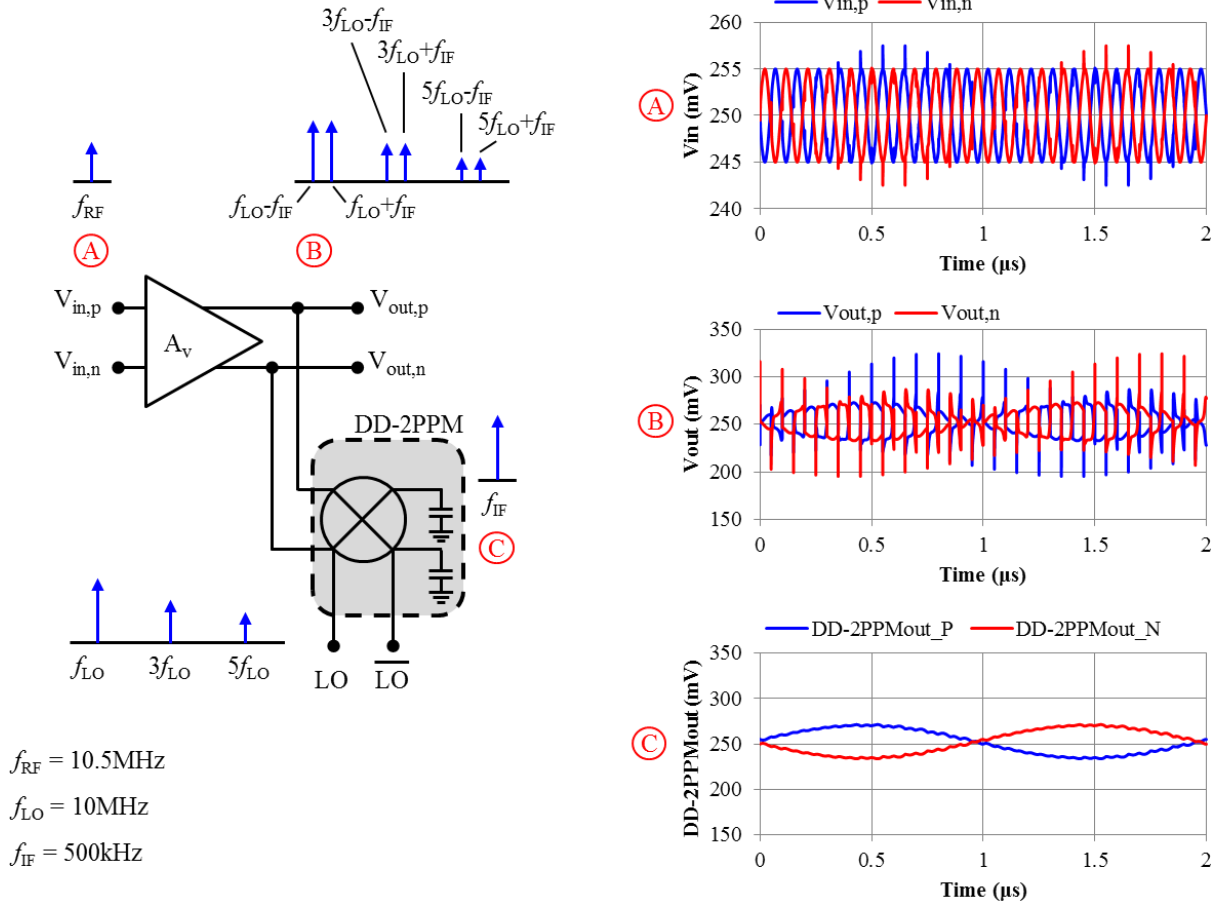 3fLO-fIF
3fLO+fIF
5fLO-fIF
5fLO+fIF
fRF
fLO-fIF
fLO+fIF
A
B
Vin,p
Vin,n
Av
Vout,p
Vout,n
DD-2PPM
fIF
C
fLO
3fLO
5fLO
LO
LO
fRF = 10.5MHz
fLO = 10MHz
fIF = 500kHz
Vin,p Vin,n
A
Vin (mV)
260
255
250
245
240
0 0.5 1 1.5 2
Time (µs)
Vout,p Vout,n
B
Vout (mV)
350
300
250
200
150
0 0.5 1 1.5 2
Time (µs)
DD-2PPMout_P DD-2PPMout_N
C
DD-2PPMout (mV)
350
300
250
200
150
0 0.5 1 1.5 2
Time (µs)